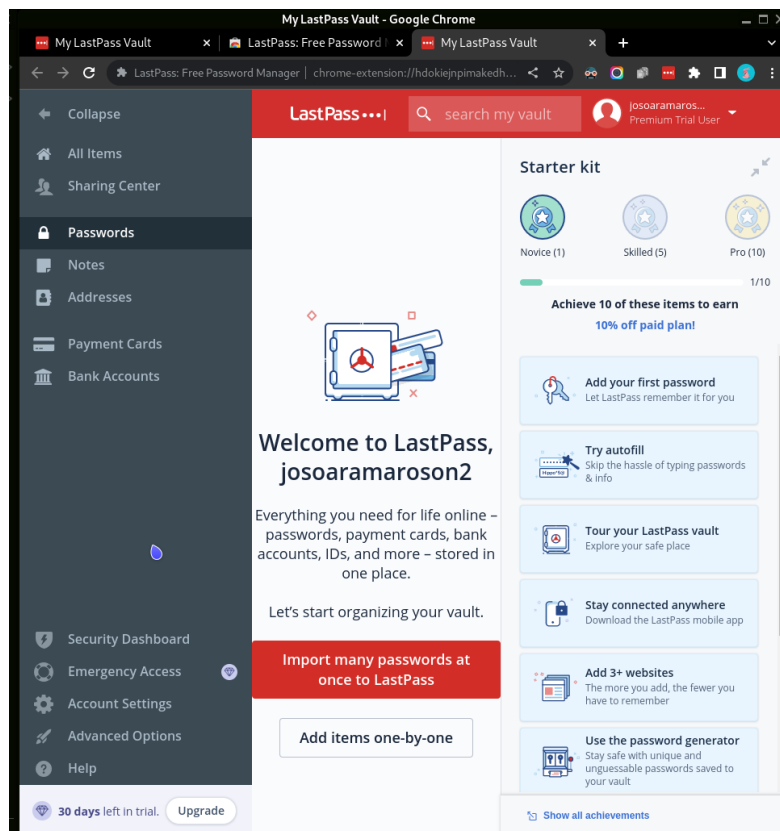 My LastPass Vault - Google Chrome
My LastPass Vault
LastPass: Free Password
My LastPass Vault
LastPass: Free Password Manager | chrome-extension://hdokiejnpimakedh...
Collapse
All Items
Sharing Center
Passwords
Notes
Addresses
Payment Cards
Bank Accounts
Security Dashboard
Emergency Access
Account Settings
Advanced Options
Help
30 days left in trial.
Upgrade
LastPass
search my vault
josoaramaros...
Premium Trial User
Welcome to LastPass,
josoaramaroson2
Everything you need for life online –
passwords, payment cards, bank
accounts, IDs, and more – stored in
one place.
Let's start organizing your vault.
Import many passwords at
once to LastPass
Add items one-by-one
Starter kit
Novice (1)
Skilled (5)
Pro (10)
1/10
Achieve 10 of these items to earn
10% off paid plan!
Add your first password
Let LastPass remember it for you
Try autofill
Skip the hassle of typing passwords
& info
Tour your LastPass vault
Explore your safe place
Stay connected anywhere
Download the LastPass mobile app
Add 3+ websites
The more you add, the fewer you
have to remember
Use the password generator
Stay safe with unique and
unguessable passwords saved to
your vault
Show all achievements